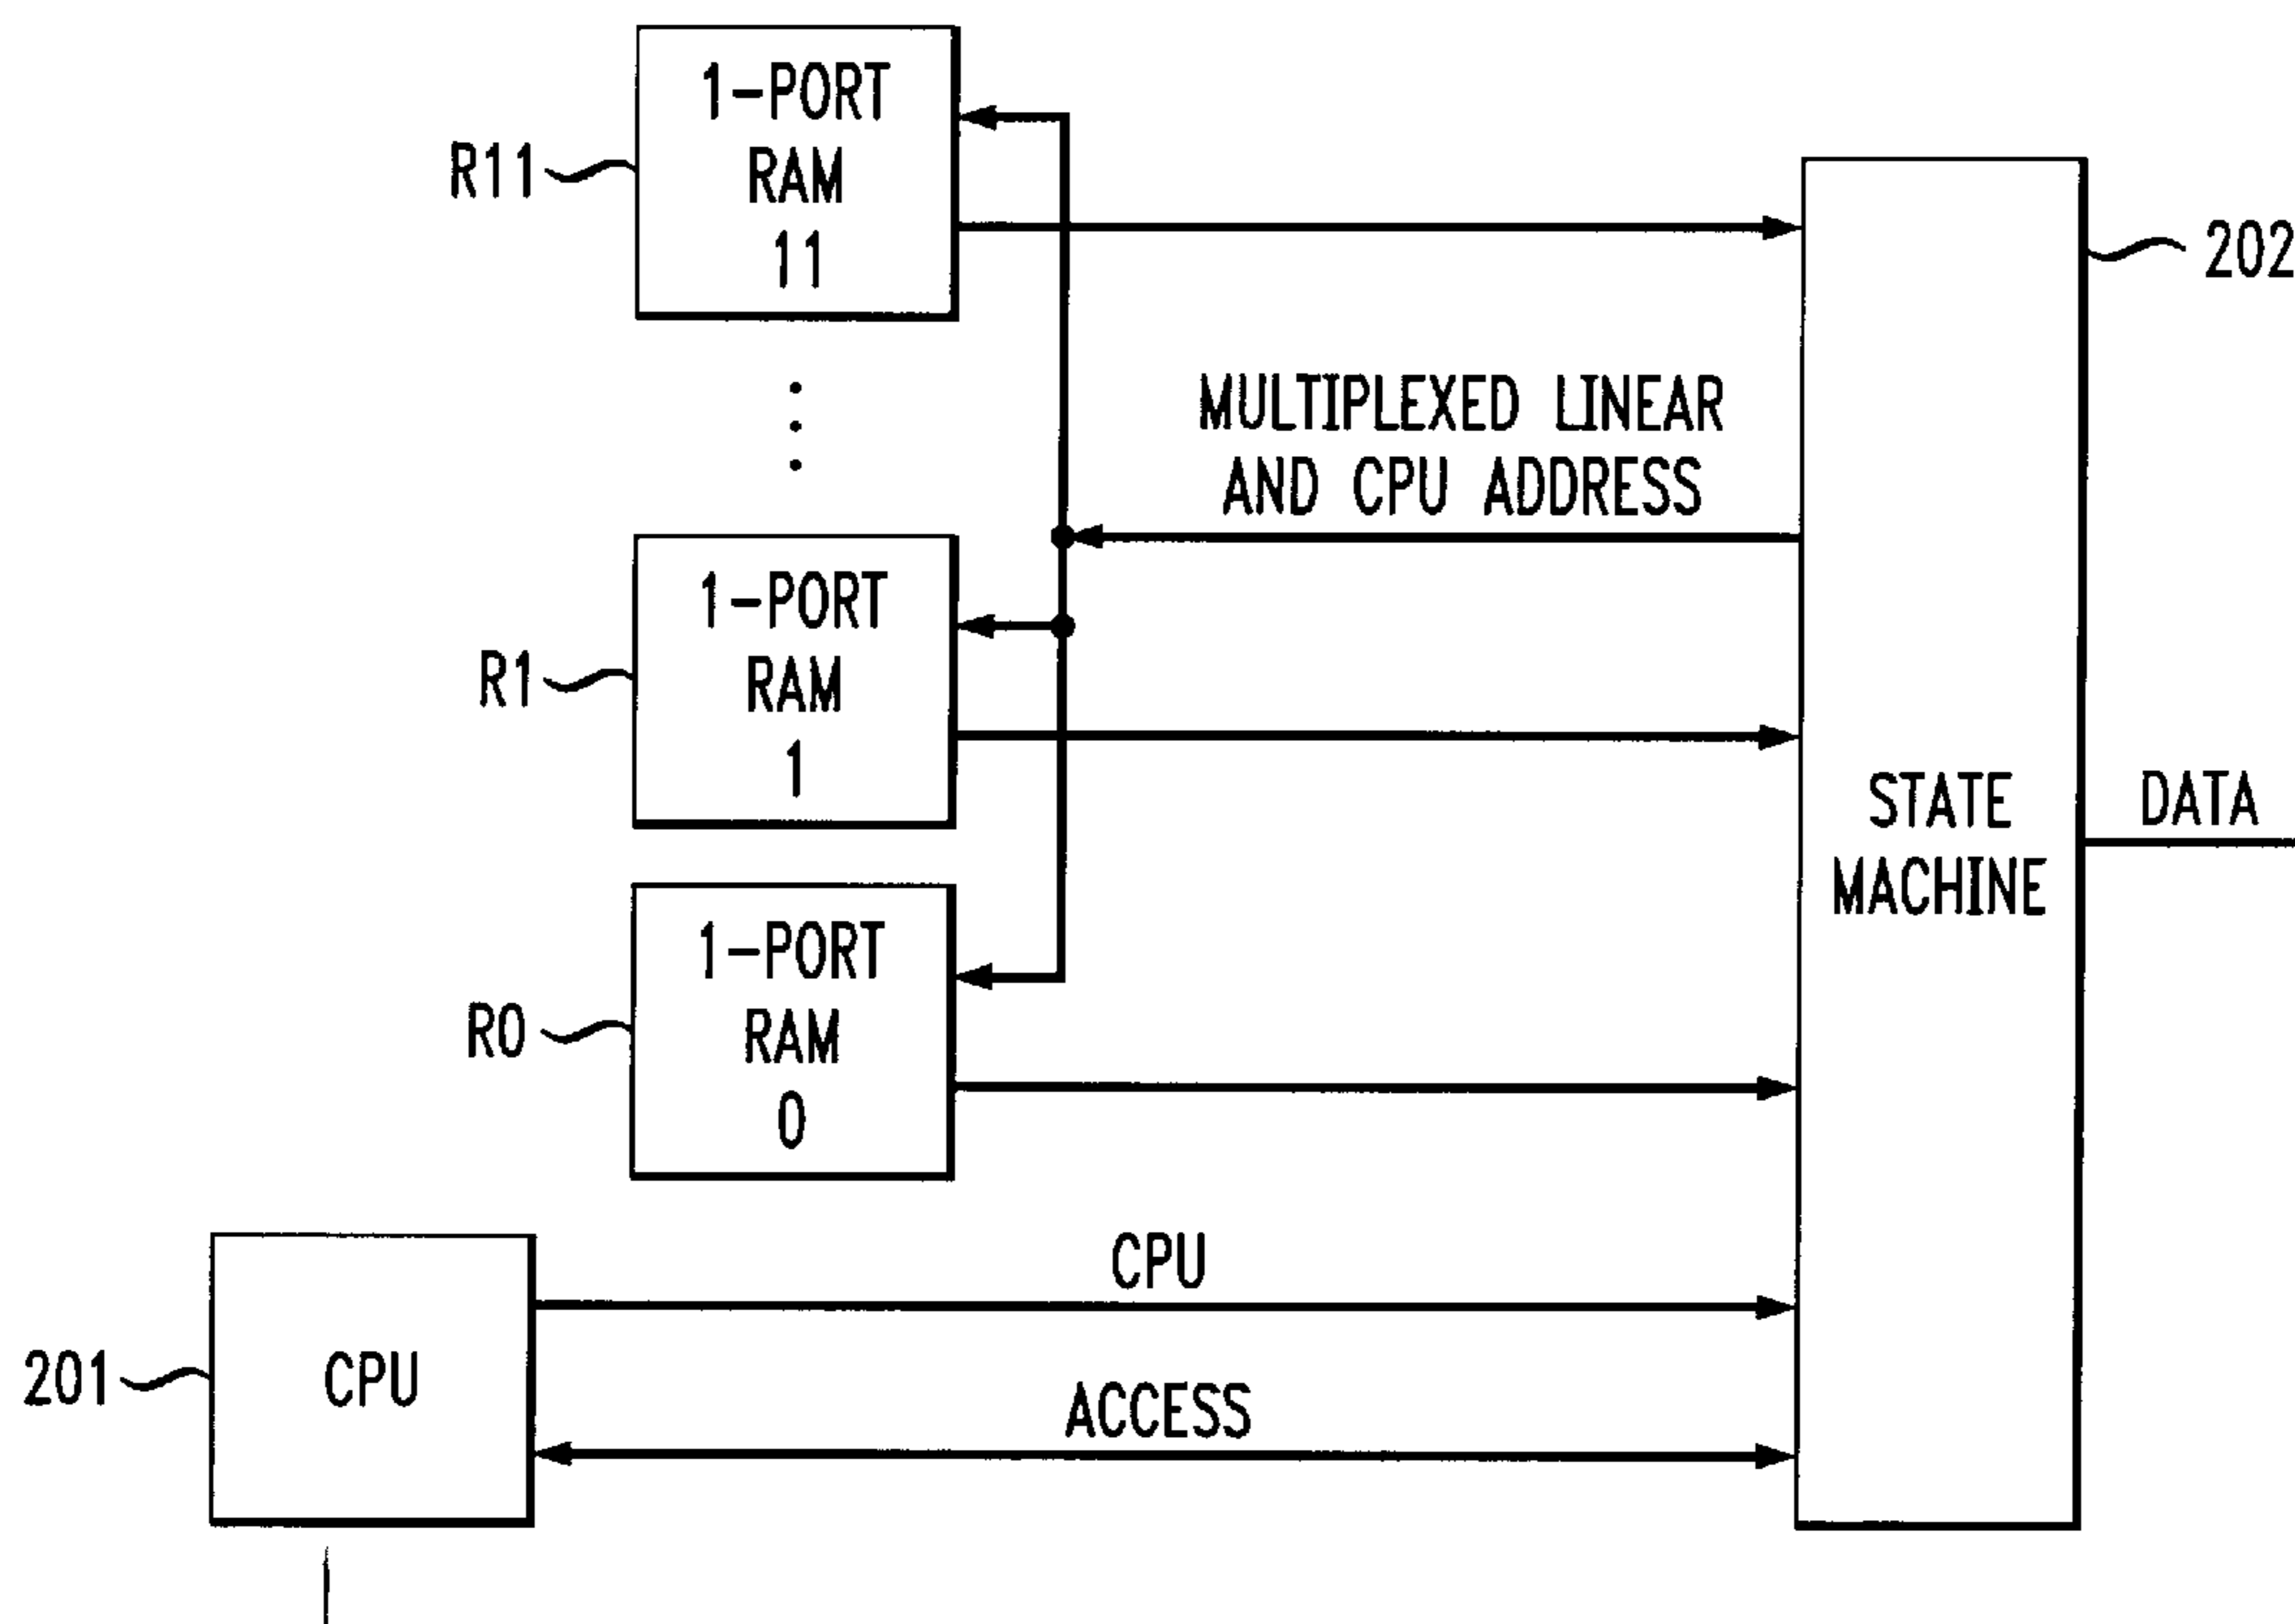 1-PORT
RAM
11
R11
202
MULTIPLEXED LINEAR
AND CPU ADDRESS
1-PORT
RAM
1
R1
STATE
MACHINE
DATA
1-PORT
RAM
0
R0
CPU
CPU
201
ACCESS